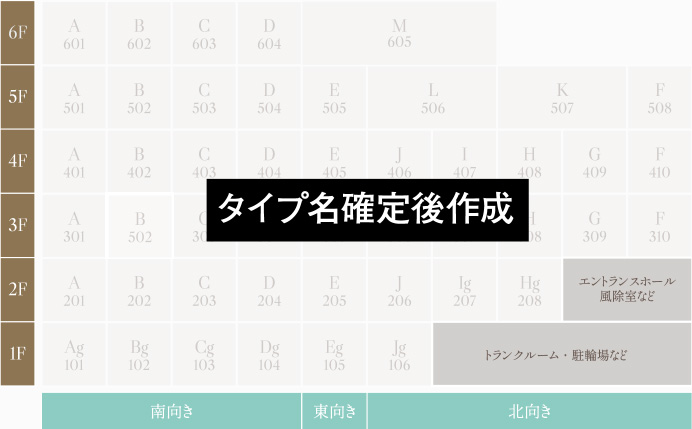 6F
A B C D M
601 602 603 604 605
5F
A B C D E L K F
501 502 503 504 505 506 507 508
4F
A B C D E J I H G F
401 402 403 404 405 406 407 408 409 410
タイプ名確定後作成
3F
A B G F
301 502 309 310
2F
A B C D E J Ig Hg
201 202 203 204 205 206 207 208
エントランスホール
風除室など
1F
Ag Bg Cg Dg Eg Jg
101 102 103 104 105 106
トランクルーム・駐輪場など
南向き 東向き 北向き